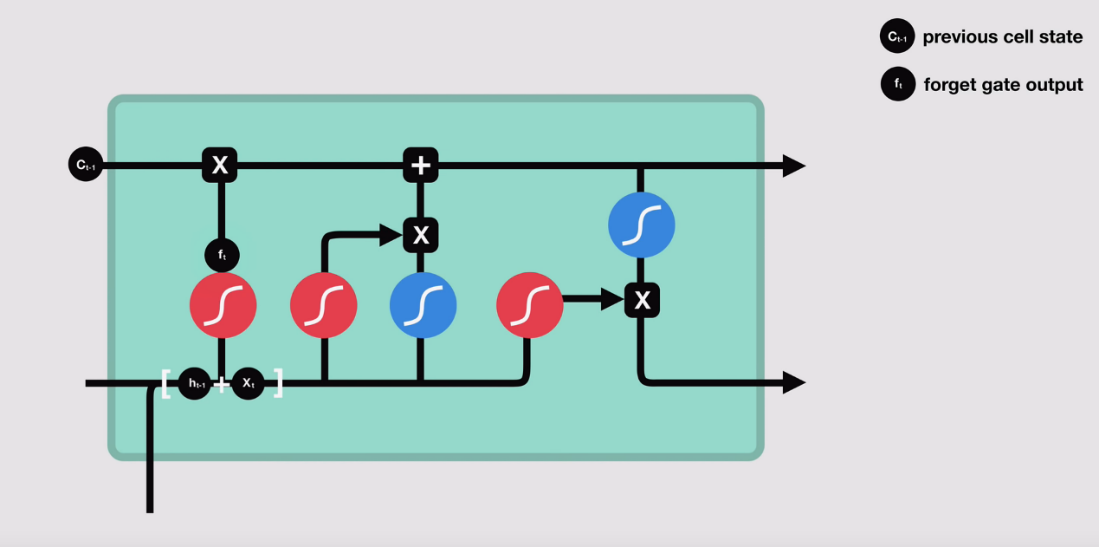 Cₜ₋₁ previous cell state
fₜ forget gate output
Cₜ₋₁ X +
X
fₜ
X
[ hₜ₋₁ + Xₜ ]